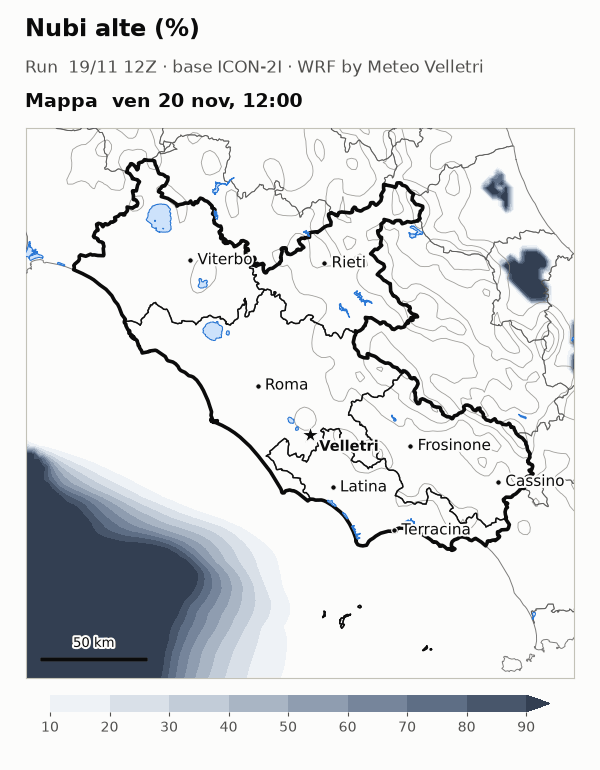 Nubi alte (%)
Run  19/11 12Z · base ICON-2I · WRF by Meteo Velletri
Mappa  ven 20 nov, 12:00
Viterbo
Rieti
Roma
Velletri
Frosinone
Latina
Cassino
Terracina
50 km
10 20 30 40 50 60 70 80 90